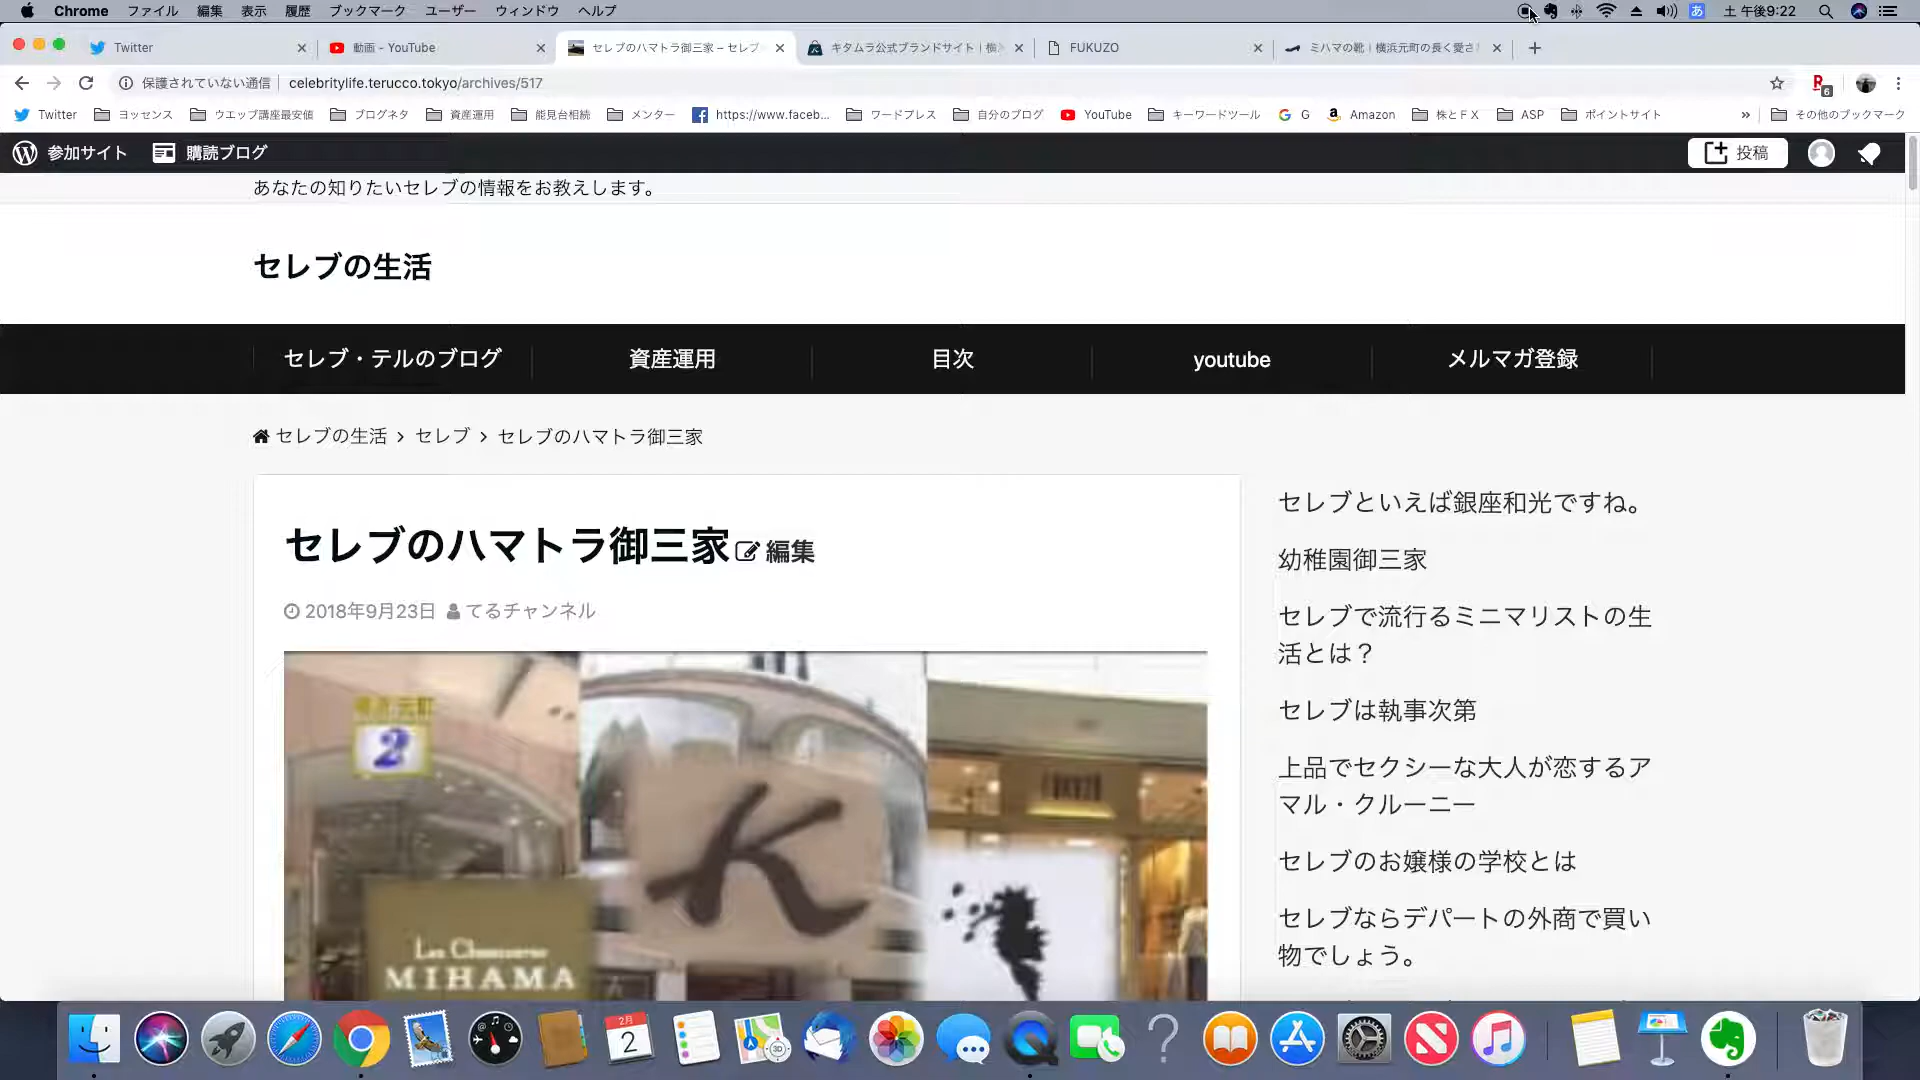 Chrome ファイル 編集 表示 履歴 ブックマーク ユーザー ウィンドウ ヘルプ あ 土 午後9:22
Twitter 動画 - YouTube セレブのハマトラ御三家 – セレブ キタムラ公式ブランドサイト | 横 FUKUZO ミハマの靴 | 横浜元町の長く愛さ
保護されていない通信 celebritylife.terucco.tokyo/archives/517 R 6
Twitter ヨッセンス ウエッブ講座最安値 ブログネタ 資産運用 能見台相続 メンター https://www.faceb... ワードプレス 自分のブログ YouTube キーワードツール G Amazon 株とＦＸ ASP ポイントサイト » その他のブックマーク
参加サイト 購読ブログ 投稿
あなたの知りたいセレブの情報をお教えします。
セレブの生活
セレブ・テルのブログ 資産運用 目次 youtube メルマガ登録
セレブの生活 › セレブ › セレブのハマトラ御三家
セレブのハマトラ御三家 編集
2018年9月23日 てるチャンネル
2
K
Les Chaussures
MIHAMA
セレブといえば銀座和光ですね。
幼稚園御三家
セレブで流行るミニマリストの生
活とは？
セレブは執事次第
上品でセクシーな大人が恋するア
マル・クルーニー
セレブのお嬢様の学校とは
セレブならデパートの外商で買い
物でしょう。
2月
2
3D